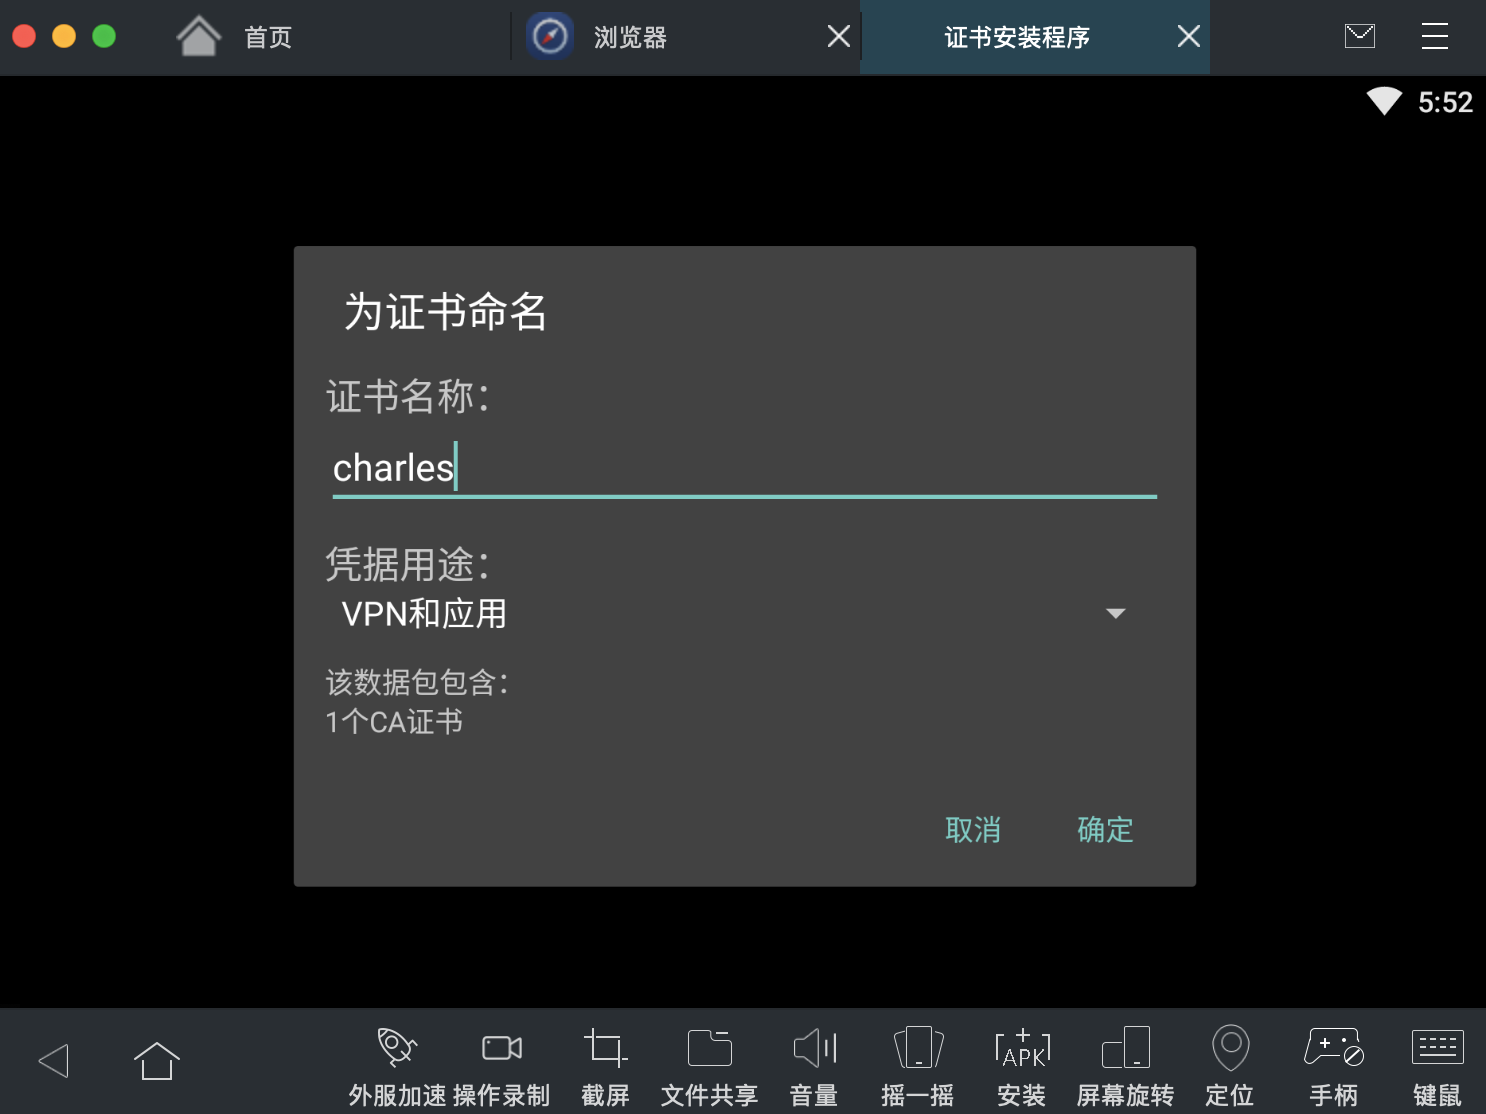 首页
浏览器
证书安装程序
5:52
为证书命名
证书名称：
charles
凭据用途：
VPN和应用
该数据包包含：
1个CA证书
取消 确定
APK
外服加速 操作录制 截屏 文件共享 音量 摇一摇 安装 屏幕旋转 定位 手柄 键鼠